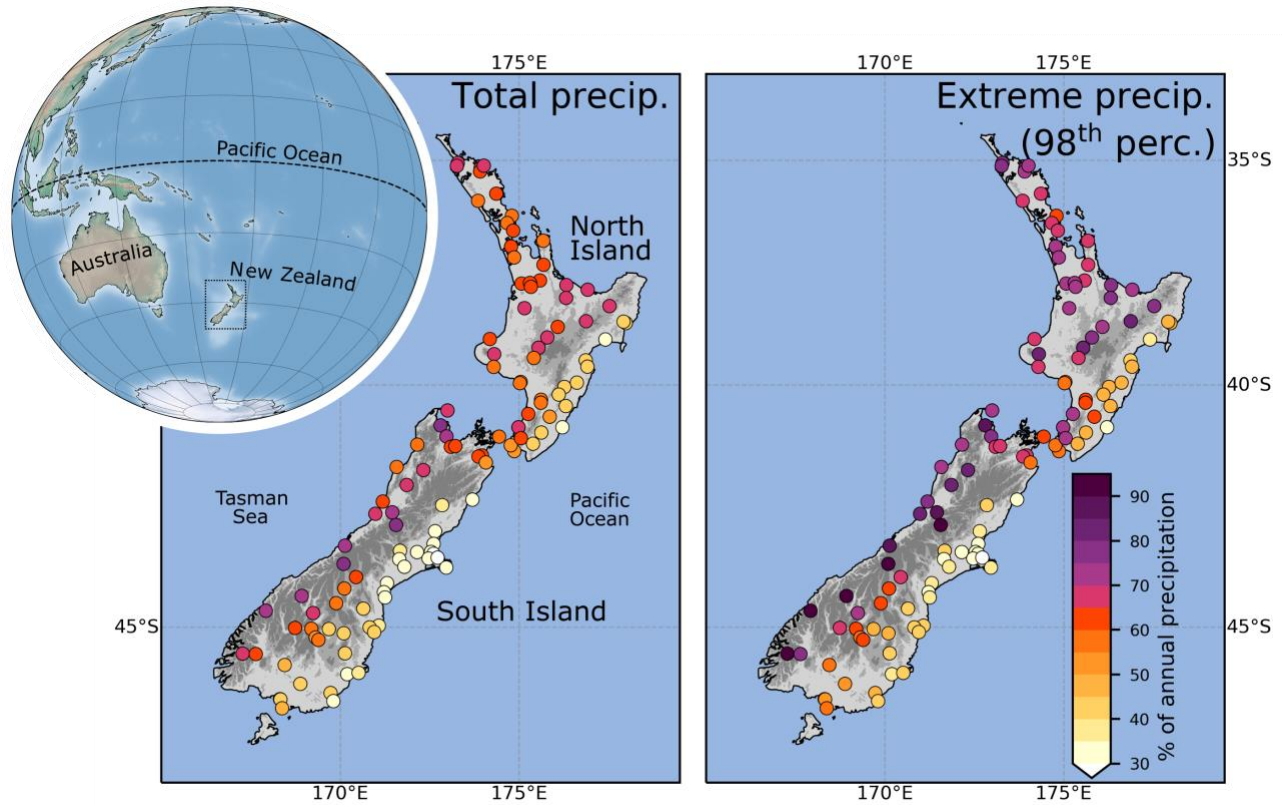 Pacific Ocean
Australia
New Zealand
175°E
Total precip.
North
Island
Tasman
Sea
Pacific
Ocean
South Island
45°S
170°E
175°E
170°E
175°E
Extreme precip.
(98th perc.)
35°S
40°S
45°S
90
80
70
60
50
40
30
% of annual precipitation
170°E
175°E